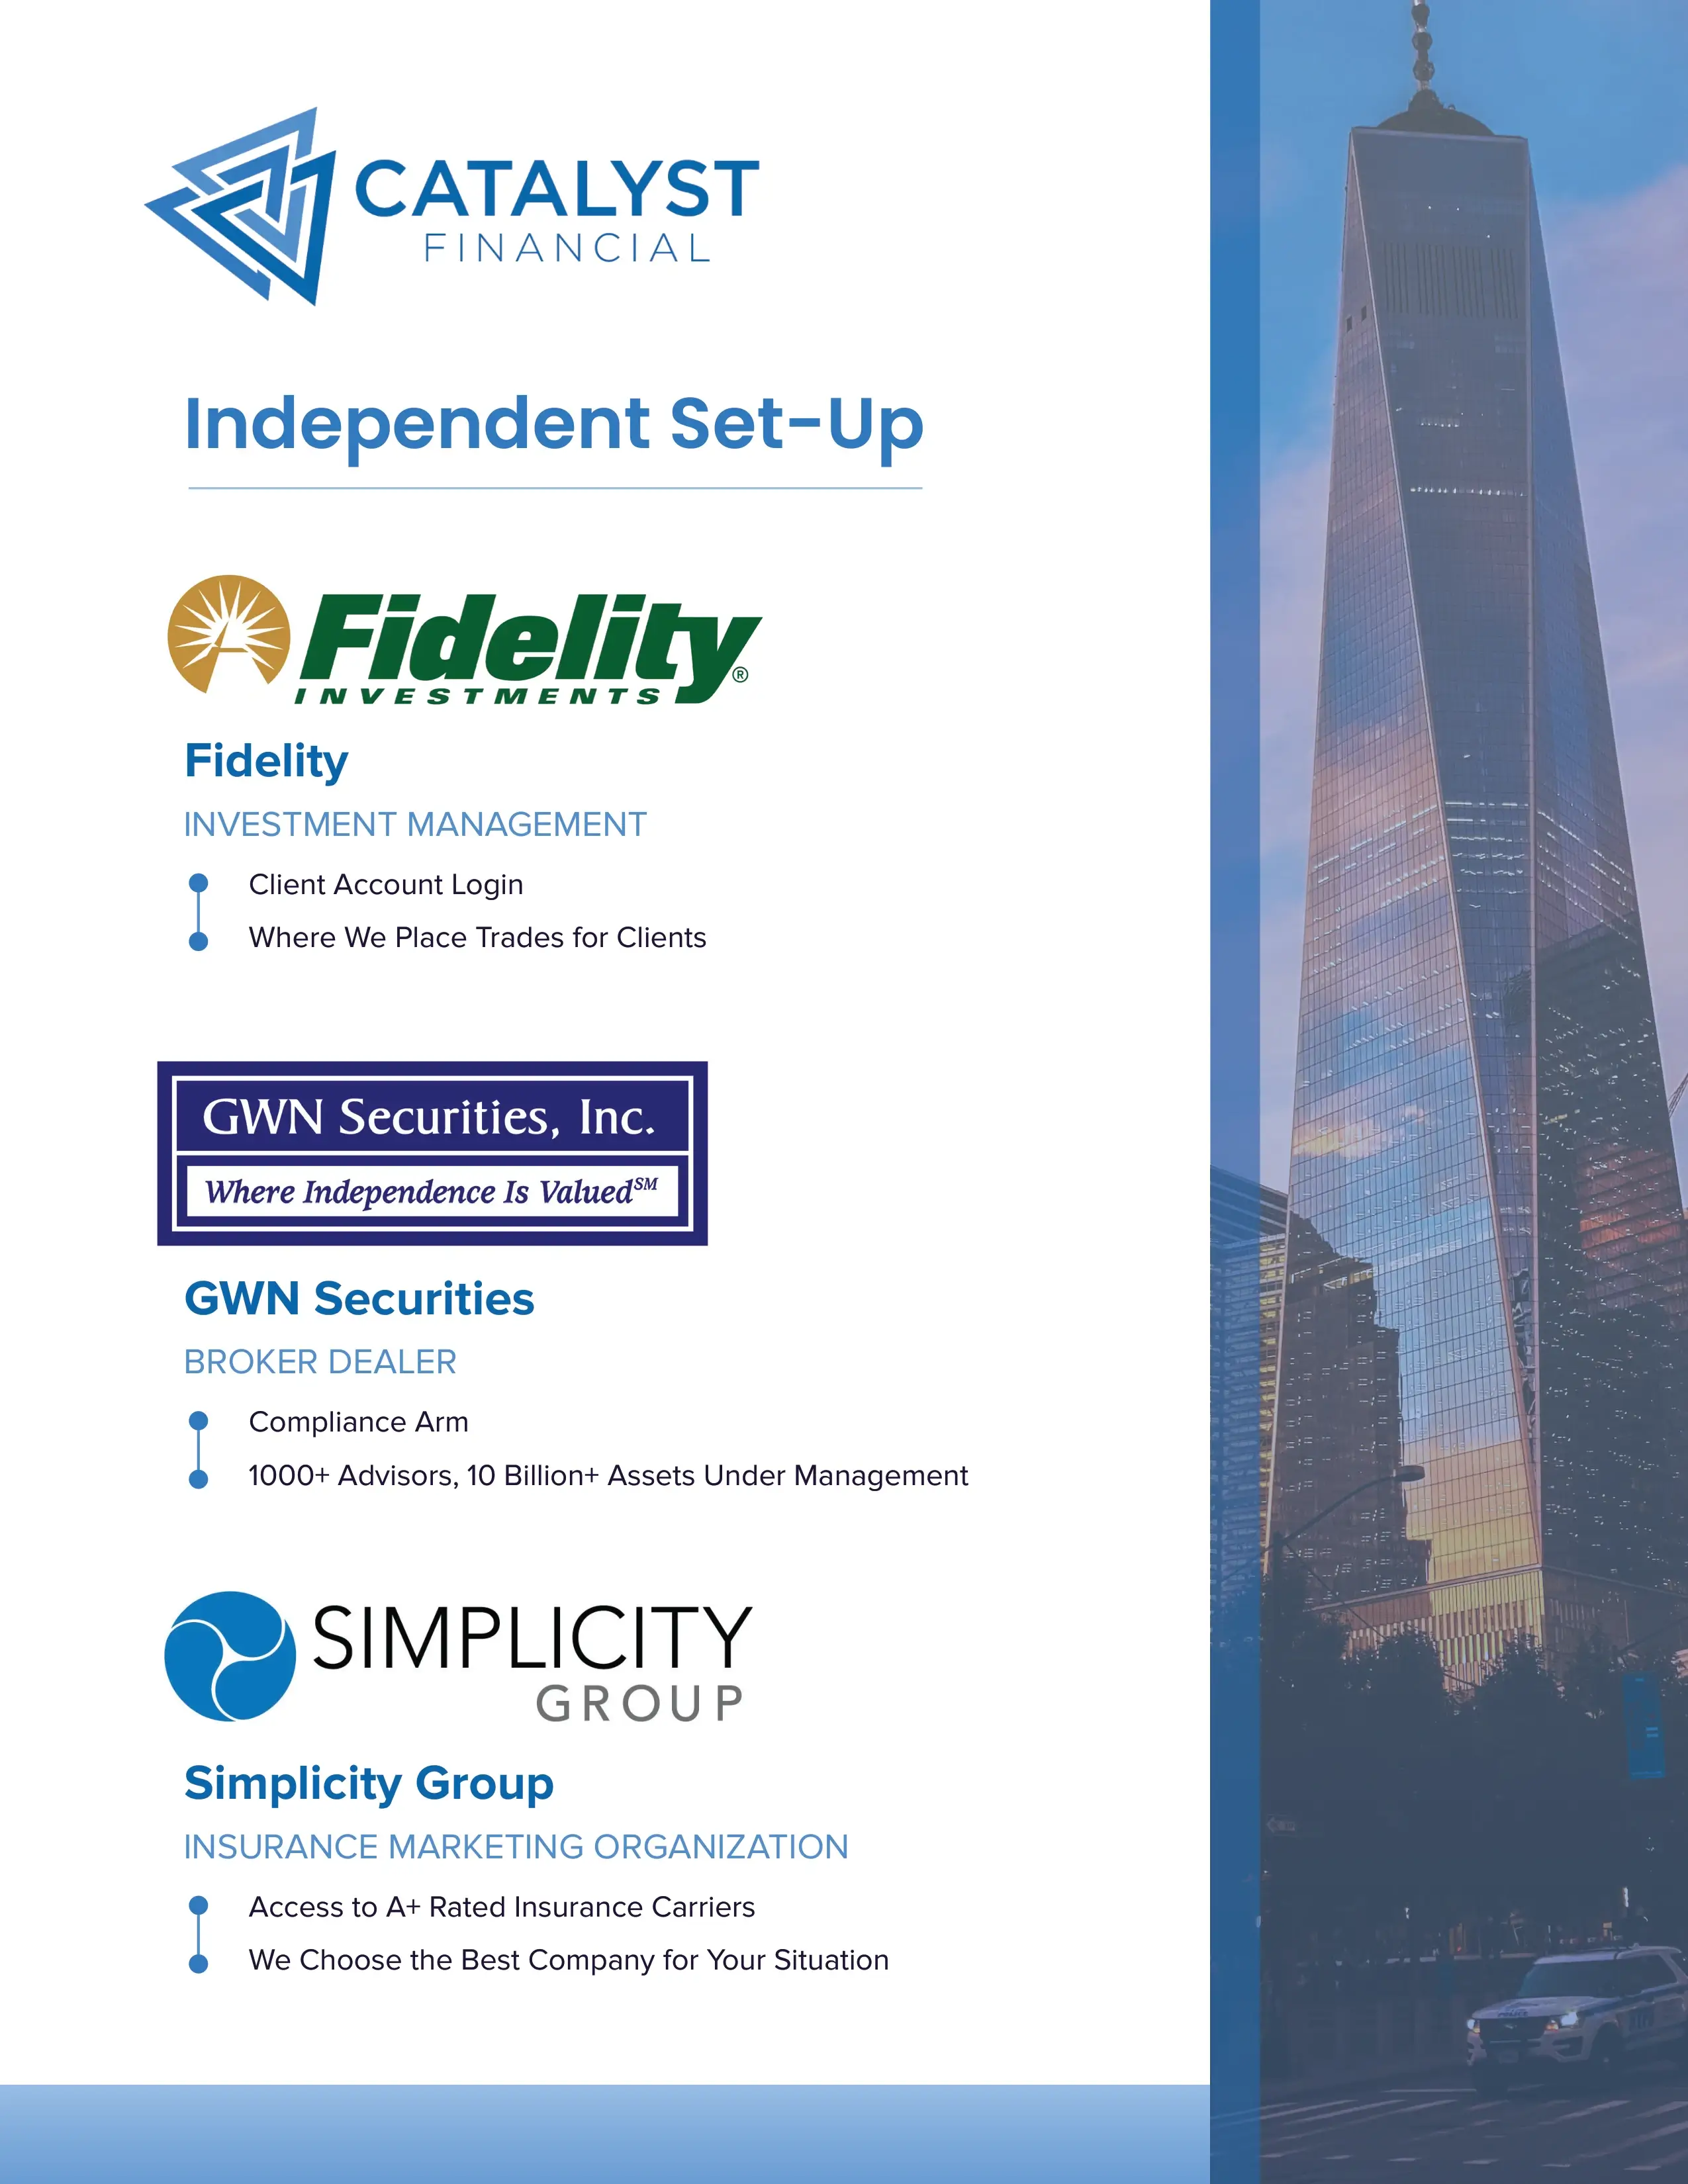 CATALYST
FINANCIAL
Independent Set-Up
Fidelity
INVESTMENTS®
Fidelity
INVESTMENT MANAGEMENT
Client Account Login
Where We Place Trades for Clients
GWN Securities, Inc.
Where Independence Is Valued℠
GWN Securities
BROKER DEALER
Compliance Arm
1000+ Advisors, 10 Billion+ Assets Under Management
SIMPLICITY
GROUP
Simplicity Group
INSURANCE MARKETING ORGANIZATION
Access to A+ Rated Insurance Carriers
We Choose the Best Company for Your Situation